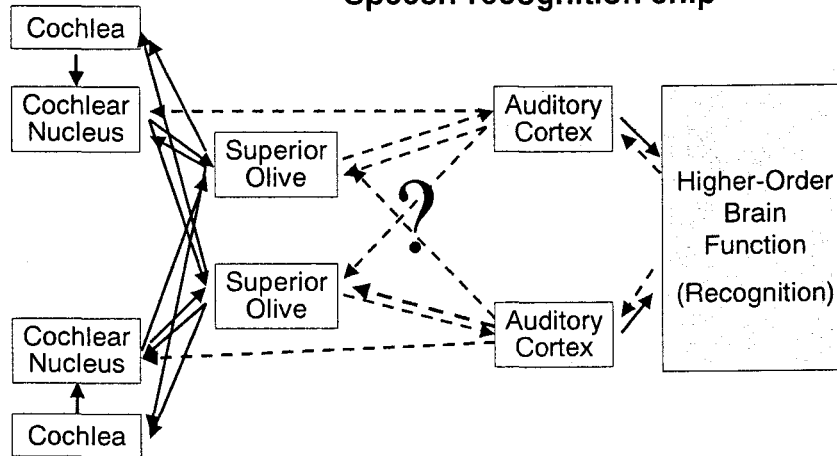 Speech recognition chip
Cochlea
Cochlear
Nucleus
Superior
Olive
Auditory
Cortex
?
Higher-Order
Brain
Function
(Recognition)
Superior
Olive
Cochlear
Nucleus
Auditory
Cortex
Cochlea